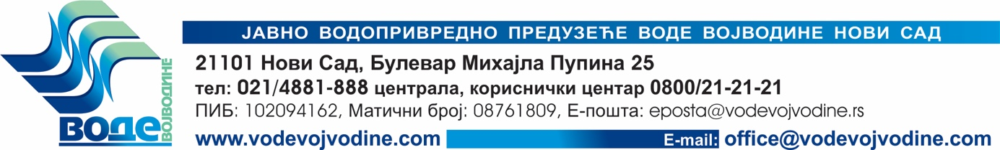 ВОДЕ
ВОЈВОДИНЕ
ЈАВНО ВОДОПРИВРЕДНО ПРЕДУЗЕЋЕ ВОДЕ ВОЈВОДИНЕ НОВИ САД
21101 Нови Сад, Булевар Михајла Пупина 25
тел: 021/4881-888 централа, кориснички центар 0800/21-21-21
ПИБ: 102094162, Матични број: 08761809, Е-пошта: eposta@vodevojvodine.rs
www.vodevojvodine.com E-mail: office@vodevojvodine.com